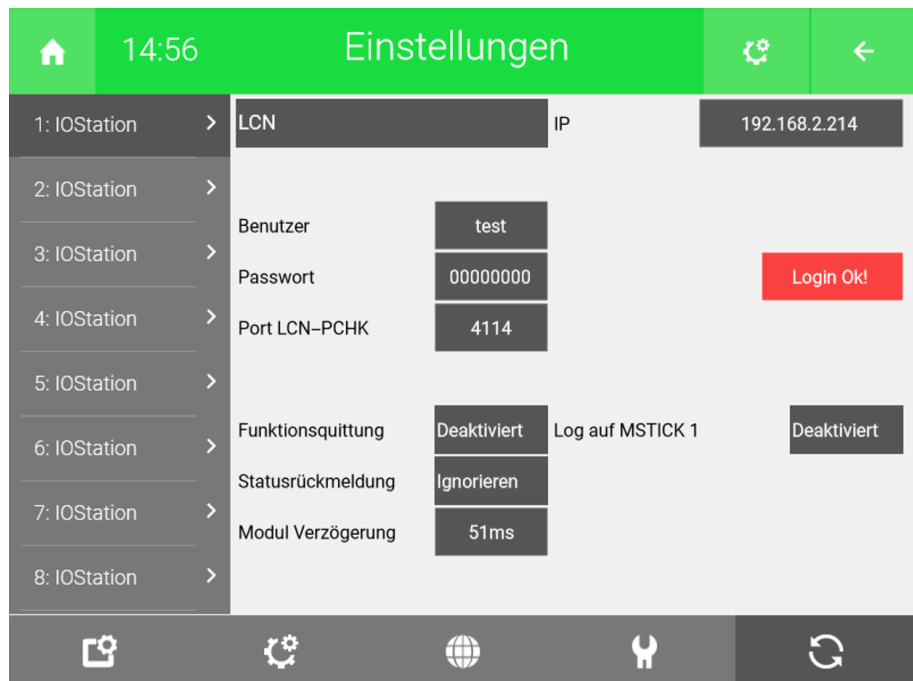 14:56 Einstellungen
1: IOStation
2: IOStation
3: IOStation
4: IOStation
5: IOStation
6: IOStation
7: IOStation
8: IOStation
LCN IP 192.168.2.214
Benutzer test
Passwort 00000000 Login Ok!
Port LCN–PCHK 4114
Funktionsquittung Deaktiviert Log auf MSTICK 1 Deaktiviert
Statusrückmeldung Ignorieren
Modul Verzögerung 51ms